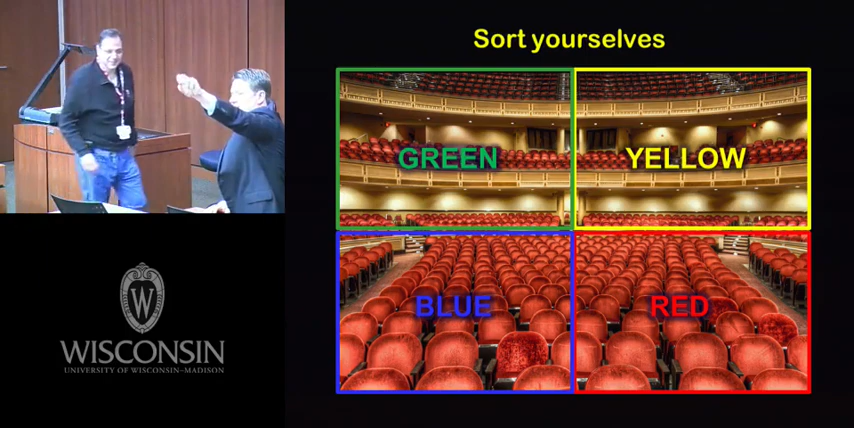 Sort yourselves
GREEN
YELLOW
BLUE
RED
W
WISCONSIN
UNIVERSITY OF WISCONSIN–MADISON